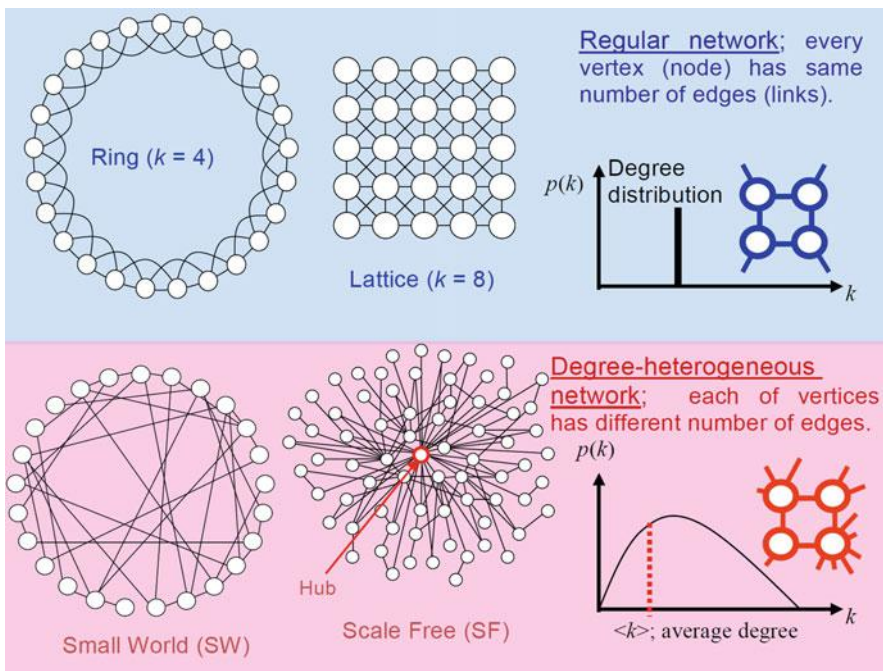 Regular network; every
vertex (node) has same
number of edges (links).
Ring (k = 4)
Lattice (k = 8)
p(k)
Degree
distribution
k
Degree-heterogeneous
network; each of vertices
has different number of edges.
p(k)
k
<k>; average degree
Hub
Small World (SW)
Scale Free (SF)